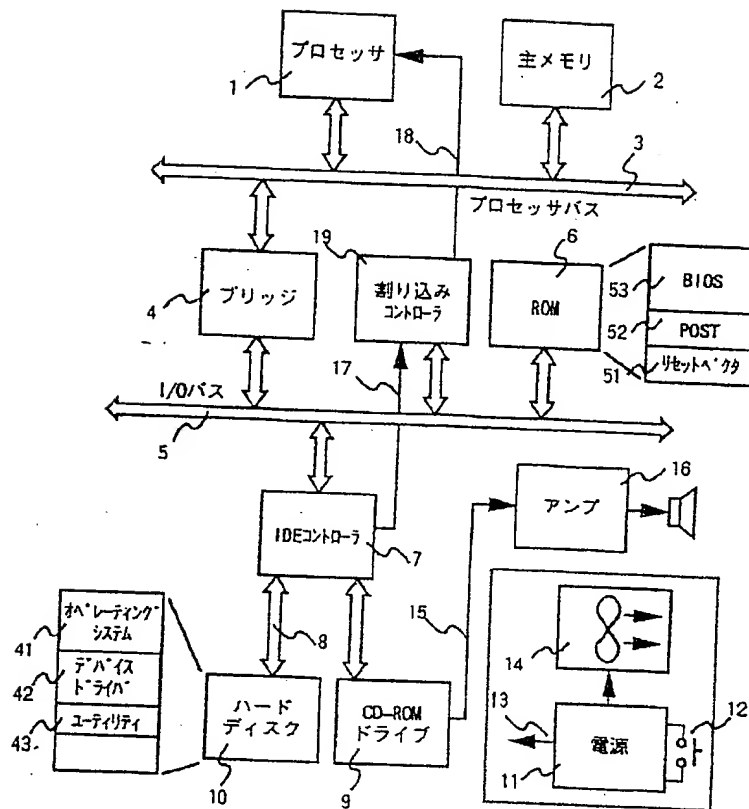 プロセッサ
1
主メモリ
2
18
3
プロセッサバス
19
6
ブリッジ
4
割り込み
コントローラ
ROM
53
BIOS
52
POST
51
リセットベクタ
17
I/Oバス
5
16
アンプ
IDEコントローラ
7
15
41
オペレーティング
システム
8
42
デバイス
ドライバ
14
43
ユーティリティ
ハード
ディスク
10
CD-ROM
ドライブ
9
13
12
電源
11